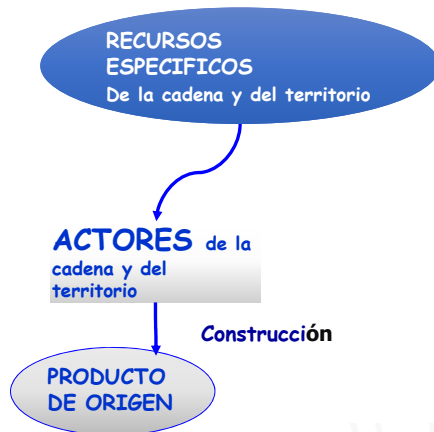 RECURSOS
ESPECIFICOS
De la cadena y del territorio
ACTORES de la
cadena y del
territorio
Construcción
PRODUCTO
DE ORIGEN